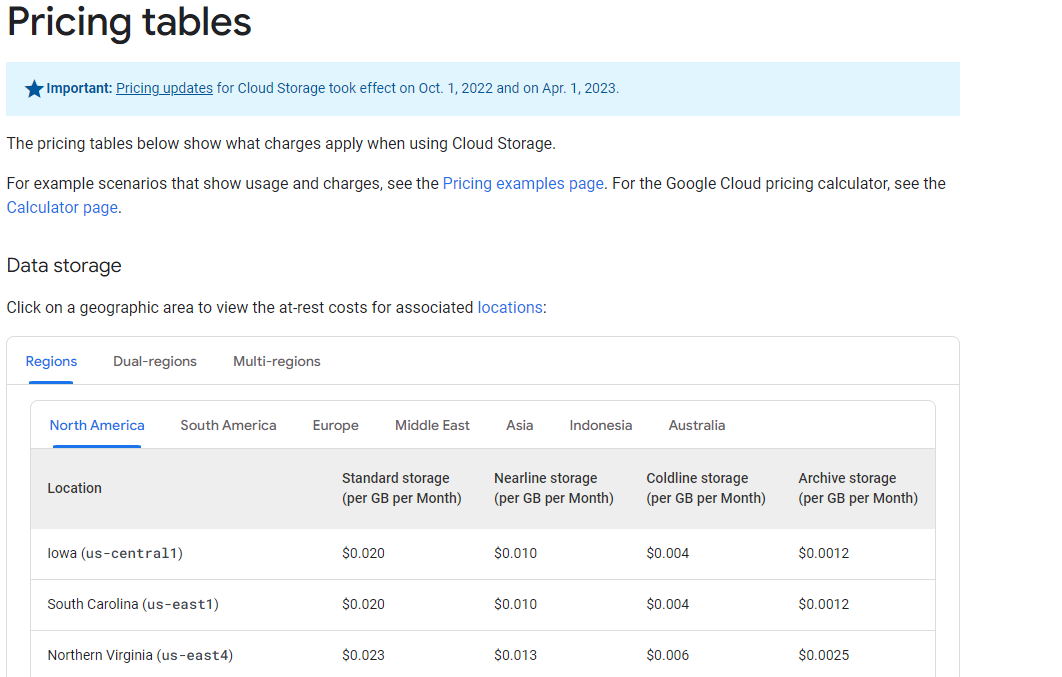 Pricing tables
Important: Pricing updates for Cloud Storage took effect on Oct. 1, 2022 and on Apr. 1, 2023.
The pricing tables below show what charges apply when using Cloud Storage.
For example scenarios that show usage and charges, see the Pricing examples page. For the Google Cloud pricing calculator, see the
Calculator page.
Data storage
Click on a geographic area to view the at-rest costs for associated locations:
Regions Dual-regions Multi-regions
North America South America Europe Middle East Asia Indonesia Australia
Location Standard storage (per GB per Month) Nearline storage (per GB per Month) Coldline storage (per GB per Month) Archive storage (per GB per Month)
Iowa (us-central1) $0.020 $0.010 $0.004 $0.0012
South Carolina (us-east1) $0.020 $0.010 $0.004 $0.0012
Northern Virginia (us-east4) $0.023 $0.013 $0.006 $0.0025